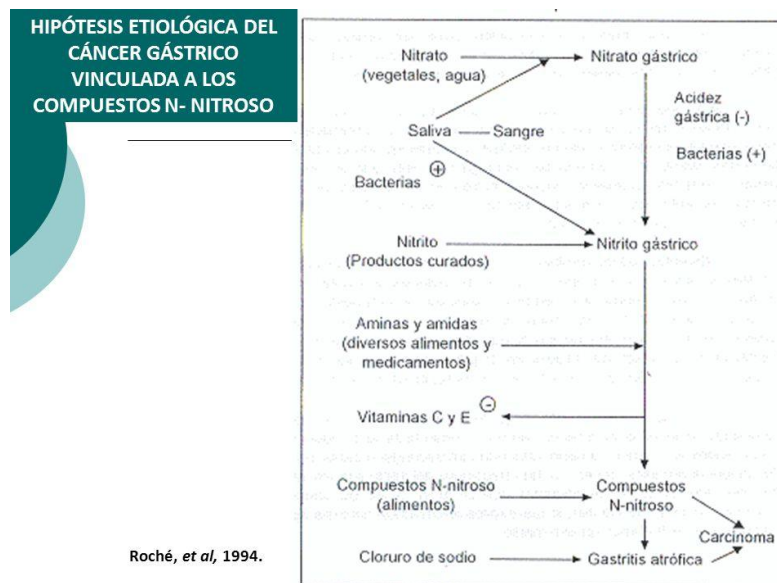 HIPÓTESIS ETIOLÓGICA DEL
CÁNCER GÁSTRICO
VINCULADA A LOS
COMPUESTOS N- NITROSO
Nitrato
(vegetales, agua)
Nitrato gástrico
Acidez
gástrica (-)
Saliva
Sangre
Bacterias (+)
+
Bacterias
Nitrito
(Productos curados)
Nitrito gástrico
Aminas y amidas
(diversos alimentos y
medicamentos)
Vitaminas C y E
-
Compuestos N-nitroso
(alimentos)
Compuestos
N-nitroso
Carcinoma
Cloruro de sodio
Gastritis atrófica
Roché, et al, 1994.